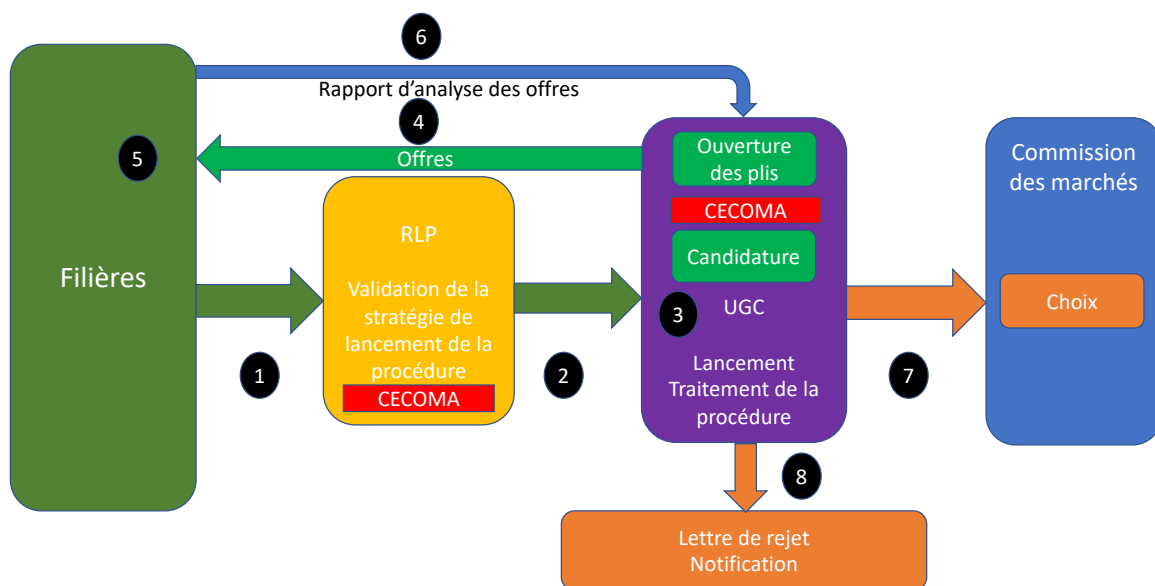 6
Rapport d’analyse des offres
4
Offres
5
Filières
1
RLP
Validation de la
stratégie de
lancement de la
procédure
CECOMA
2
Ouverture
des plis
CECOMA
Candidature
3
UGC
Lancement
Traitement de la
procédure
7
Commission
des marchés
Choix
8
Lettre de rejet
Notification